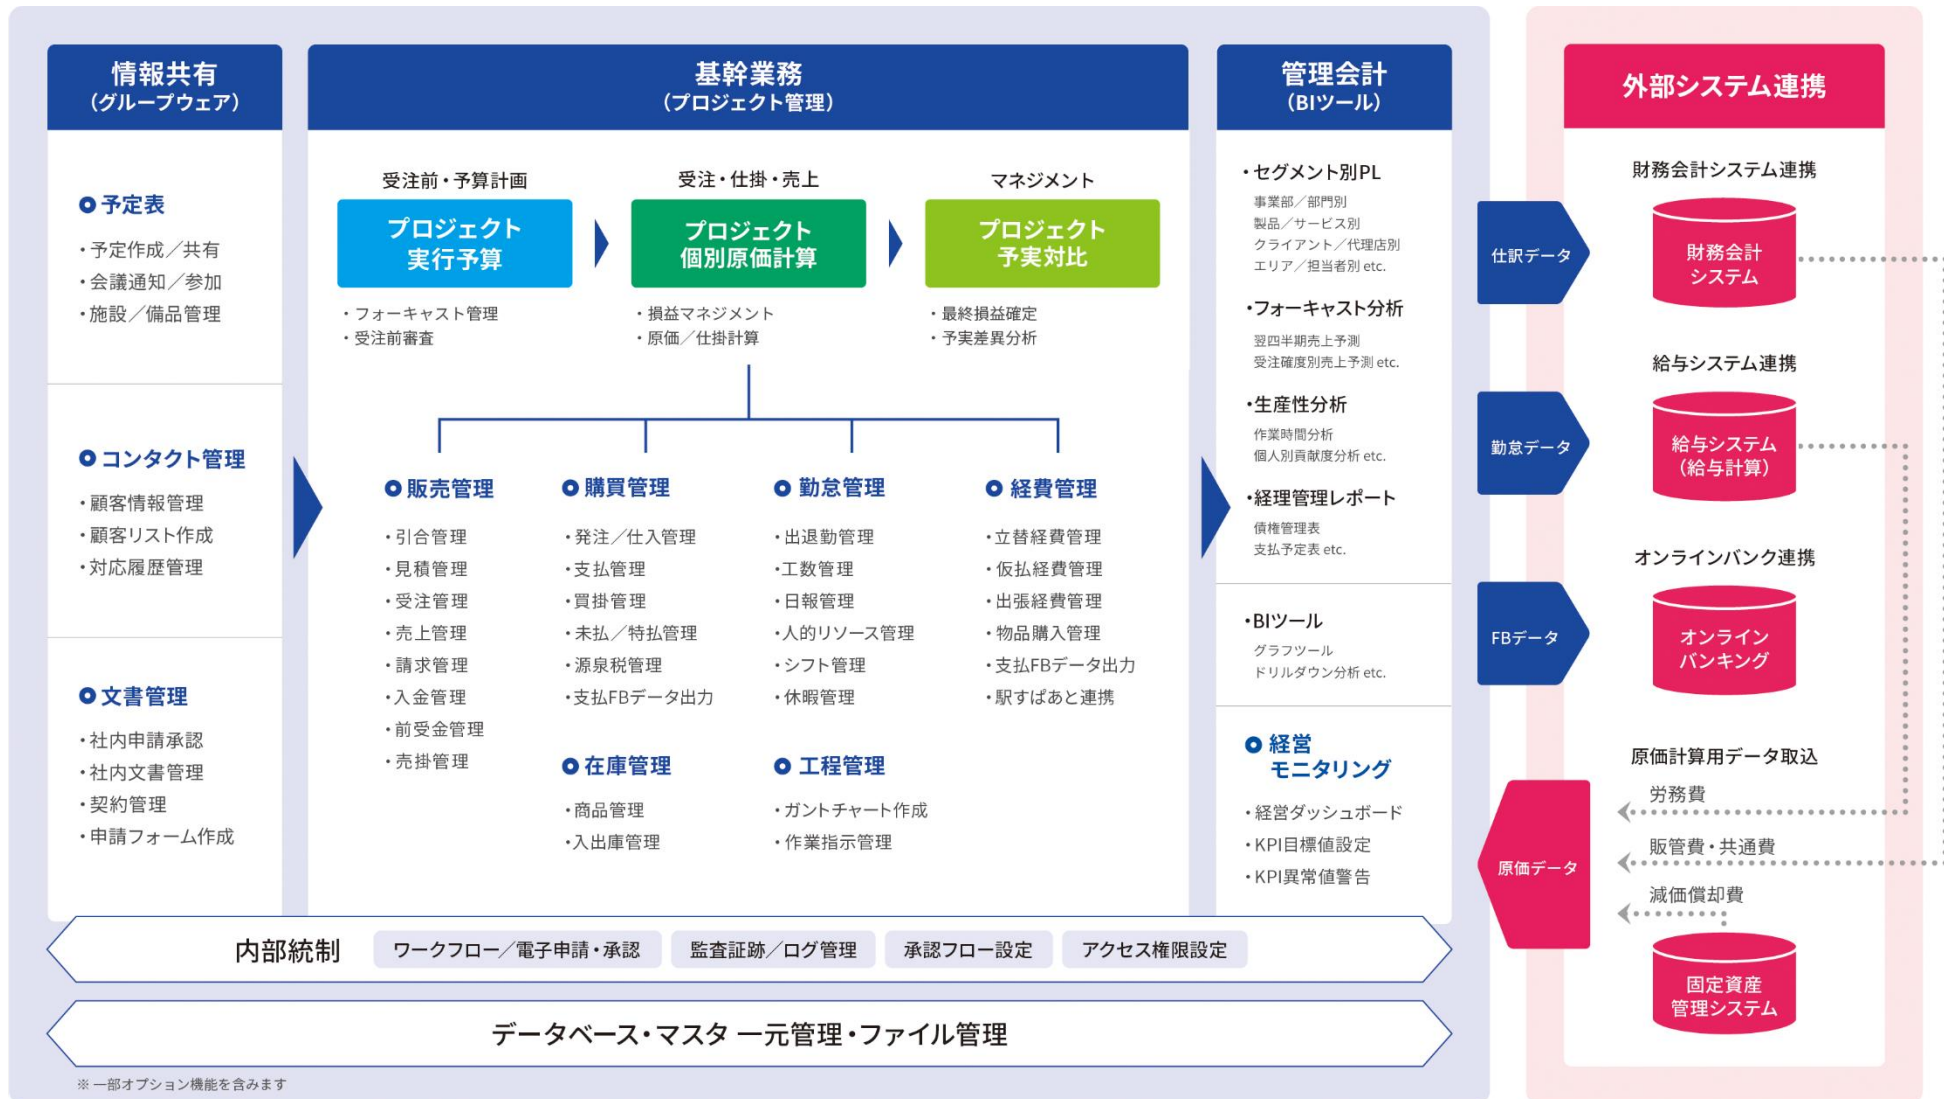 情報共有
（グループウェア）
予定表
・予定作成／共有
・会議通知／参加
・施設／備品管理
コンタクト管理
・顧客情報管理
・顧客リスト作成
・対応履歴管理
文書管理
・社内申請承認
・社内文書管理
・契約管理
・申請フォーム作成
基幹業務
（プロジェクト管理）
受注前・予算計画
プロジェクト
実行予算
・フォーキャスト管理
・受注前審査
受注・仕掛・売上
プロジェクト
個別原価計算
・損益マネジメント
・原価／仕掛計算
マネジメント
プロジェクト
予実対比
・最終損益確定
・予実差異分析
販売管理
・引合管理
・見積管理
・受注管理
・売上管理
・請求管理
・入金管理
・前受金管理
・売掛管理
購買管理
・発注／仕入管理
・支払管理
・買掛管理
・未払／特払管理
・源泉税管理
・支払FBデータ出力
在庫管理
・商品管理
・入出庫管理
勤怠管理
・出退勤管理
・工数管理
・日報管理
・人的リソース管理
・シフト管理
・休暇管理
工程管理
・ガントチャート作成
・作業指示管理
経費管理
・立替経費管理
・仮払経費管理
・出張経費管理
・物品購入管理
・支払FBデータ出力
・駅すぱあと連携
管理会計
（BIツール）
・セグメント別PL
事業部／部門別
製品／サービス別
クライアント／代理店別
エリア／担当者別 etc.
・フォーキャスト分析
翌四半期売上予測
受注確度別売上予測 etc.
・生産性分析
作業時間分析
個人別貢献度分析 etc.
・経理管理レポート
債権管理表
支払予定表 etc.
・BIツール
グラフツール
ドリルダウン分析 etc.
経営
モニタリング
・経営ダッシュボード
・KPI目標値設定
・KPI異常値警告
内部統制
ワークフロー／電子申請・承認
監査証跡／ログ管理
承認フロー設定
アクセス権限設定
データベース・マスタ 一元管理・ファイル管理
※ 一部オプション機能を含みます
仕訳データ
勤怠データ
FBデータ
原価データ
外部システム連携
財務会計システム連携
財務会計
システム
給与システム連携
給与システム
（給与計算）
オンラインバンク連携
オンライン
バンキング
原価計算用データ取込
労務費
販管費・共通費
減価償却費
固定資産
管理システム